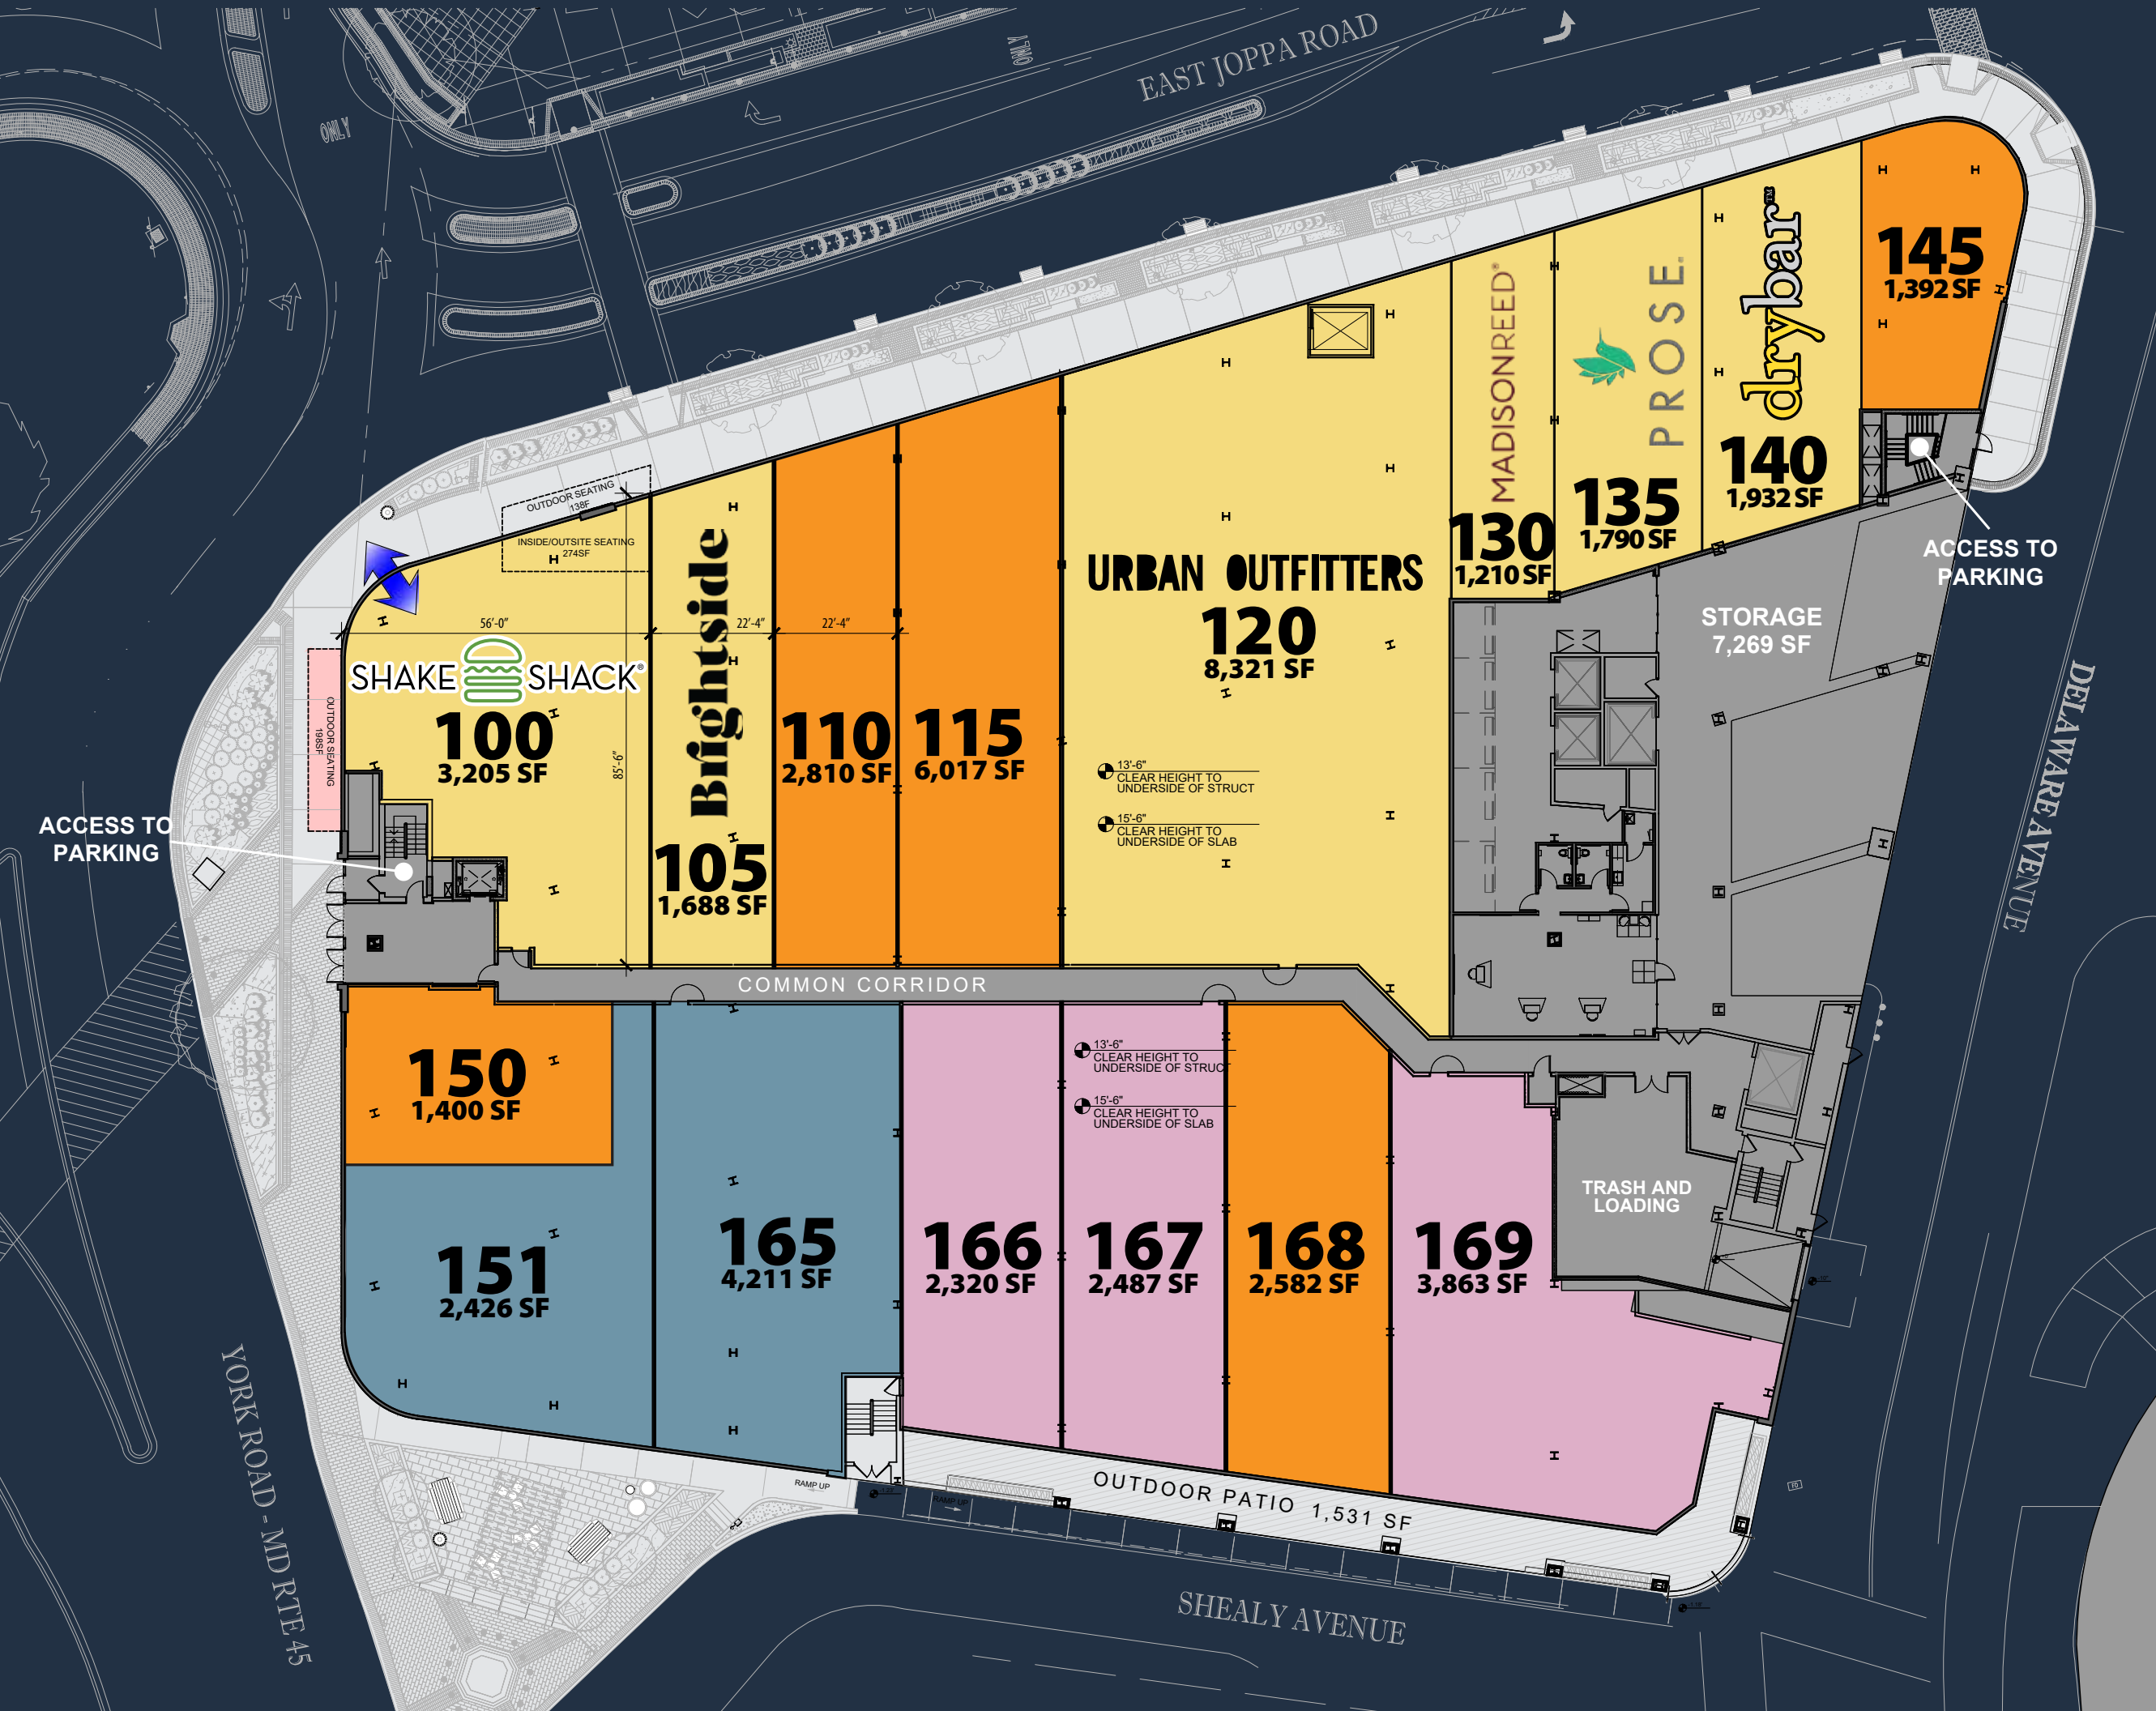 EAST JOPPA ROAD
ONLY
ONLY
145
1,392 SF
drybar
140
1,932 SF
PROSE
135
1,790 SF
MADISONREED®
130
1,210 SF
ACCESS TO
PARKING
STORAGE
7,269 SF
DELAWARE AVENUE
OUTDOOR SEATING
138F
INSIDE/OUTSITE SEATING
274SF
URBAN OUTFITTERS
120
8,321 SF
13'-6"
CLEAR HEIGHT TO
UNDERSIDE OF STRUCT
15'-6"
CLEAR HEIGHT TO
UNDERSIDE OF SLAB
56'-0"
22'-4"
22'-4"
85'-6"
SHAKE SHACK®
100
3,205 SF
OUTDOOR SEATING
198SF
Brightside
105
1,688 SF
110
2,810 SF
115
6,017 SF
ACCESS TO
PARKING
COMMON CORRIDOR
150
1,400 SF
151
2,426 SF
165
4,211 SF
166
2,320 SF
13'-6"
CLEAR HEIGHT TO
UNDERSIDE OF STRUCT
15'-6"
CLEAR HEIGHT TO
UNDERSIDE OF SLAB
167
2,487 SF
168
2,582 SF
169
3,863 SF
TRASH AND
LOADING
RAMP UP
RAMP UP
OUTDOOR PATIO 1,531 SF
YORK ROAD - MD RTE 45
SHEALY AVENUE